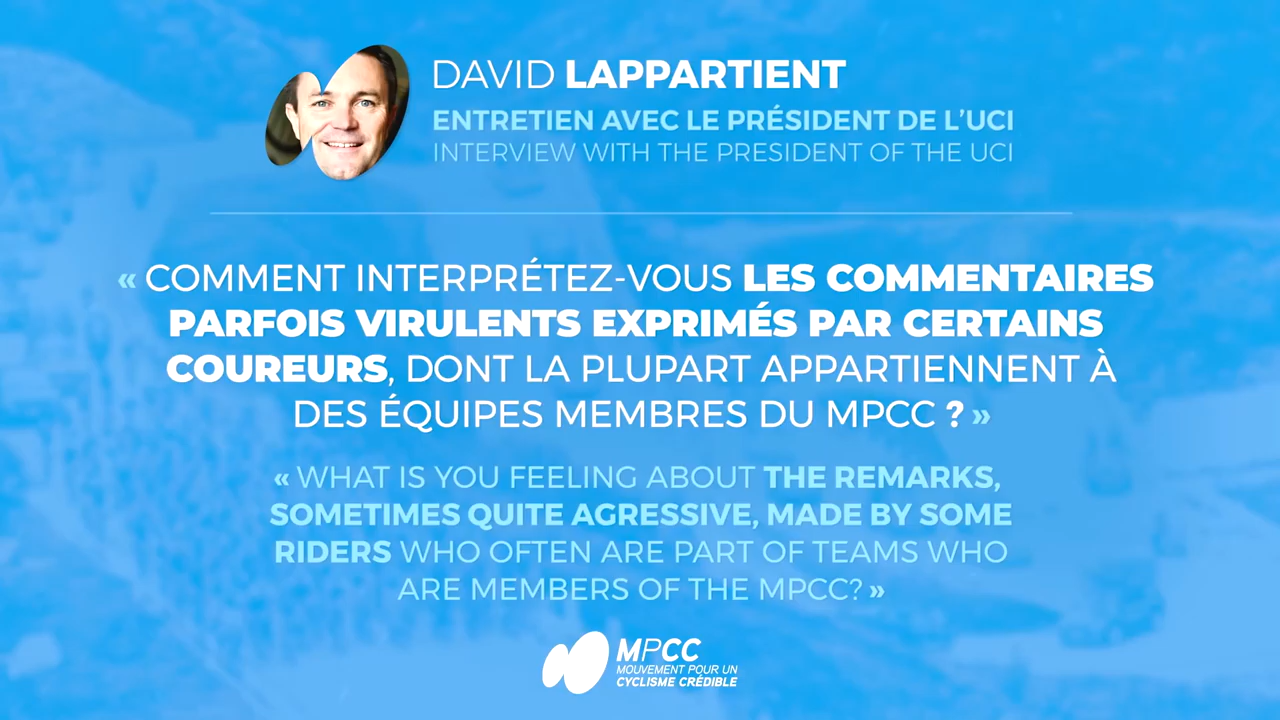 DAVID LAPPARTIENT
ENTRETIEN AVEC LE PRÉSIDENT DE L'UCI
INTERVIEW WITH THE PRESIDENT OF THE UCI
« COMMENT INTERPRÉTEZ-VOUS LES COMMENTAIRES
PARFOIS VIRULENTS EXPRIMÉS PAR CERTAINS
COUREURS, DONT LA PLUPART APPARTIENNENT À
DES ÉQUIPES MEMBRES DU MPCC ? »
« WHAT IS YOU FEELING ABOUT THE REMARKS,
SOMETIMES QUITE AGRESSIVE, MADE BY SOME
RIDERS WHO OFTEN ARE PART OF TEAMS WHO
ARE MEMBERS OF THE MPCC? »
MPCC
MOUVEMENT POUR UN
CYCLISME CRÉDIBLE